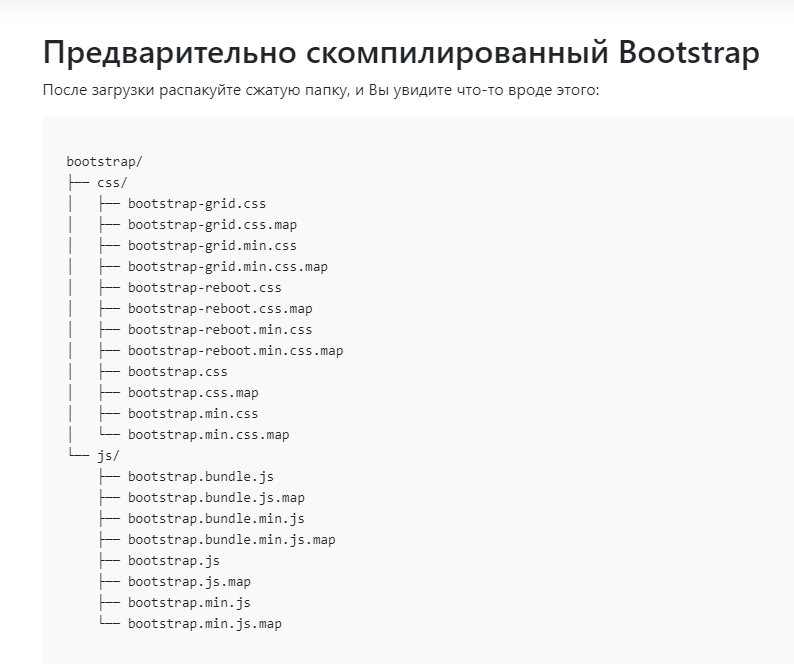 Предварительно скомпилированный Bootstrap
После загрузки распакуйте сжатую папку, и Вы увидите что-то вроде этого:
bootstrap/
├── css/
│   ├── bootstrap-grid.css
│   ├── bootstrap-grid.css.map
│   ├── bootstrap-grid.min.css
│   ├── bootstrap-grid.min.css.map
│   ├── bootstrap-reboot.css
│   ├── bootstrap-reboot.css.map
│   ├── bootstrap-reboot.min.css
│   ├── bootstrap-reboot.min.css.map
│   ├── bootstrap.css
│   ├── bootstrap.css.map
│   ├── bootstrap.min.css
│   └── bootstrap.min.css.map
└── js/
    ├── bootstrap.bundle.js
    ├── bootstrap.bundle.js.map
    ├── bootstrap.bundle.min.js
    ├── bootstrap.bundle.min.js.map
    ├── bootstrap.js
    ├── bootstrap.js.map
    ├── bootstrap.min.js
    └── bootstrap.min.js.map